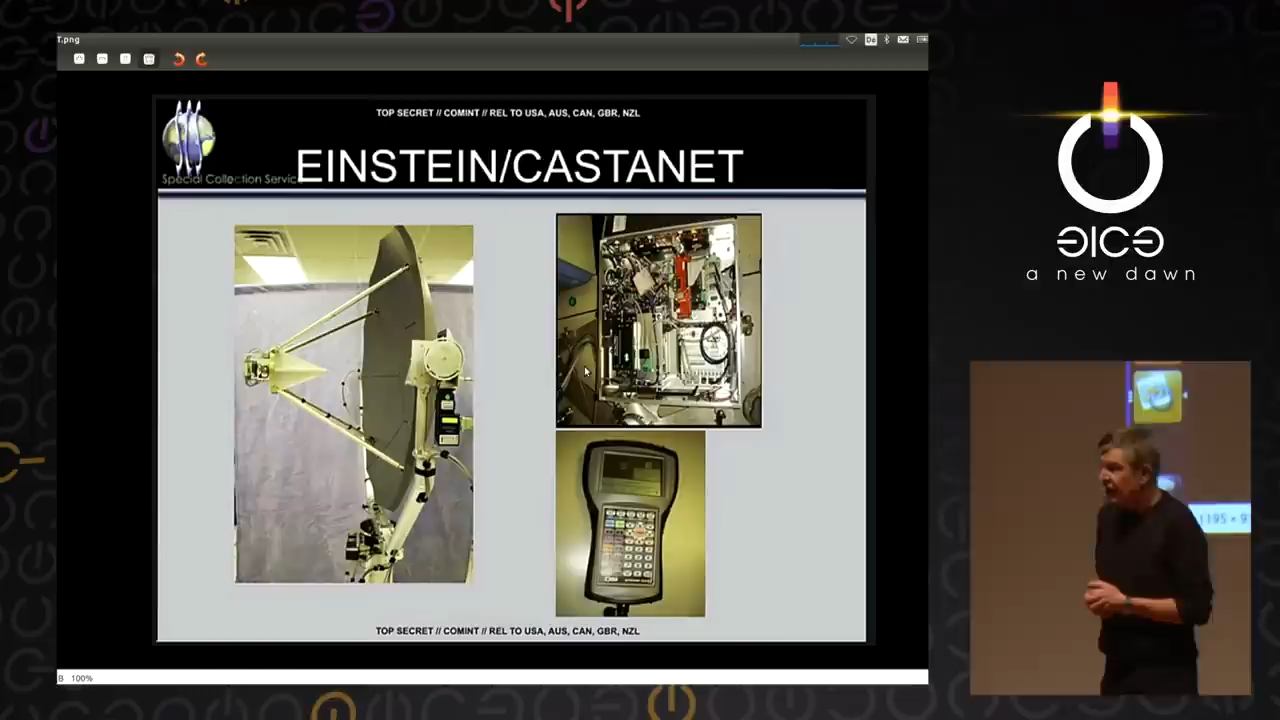 T.png
TOP SECRET // COMINT // REL TO USA, AUS, CAN, GBR, NZL
EINSTEIN/CASTANET
Special Collection Servic
TOP SECRET // COMINT // REL TO USA, AUS, CAN, GBR, NZL
B 100%
a new dawn